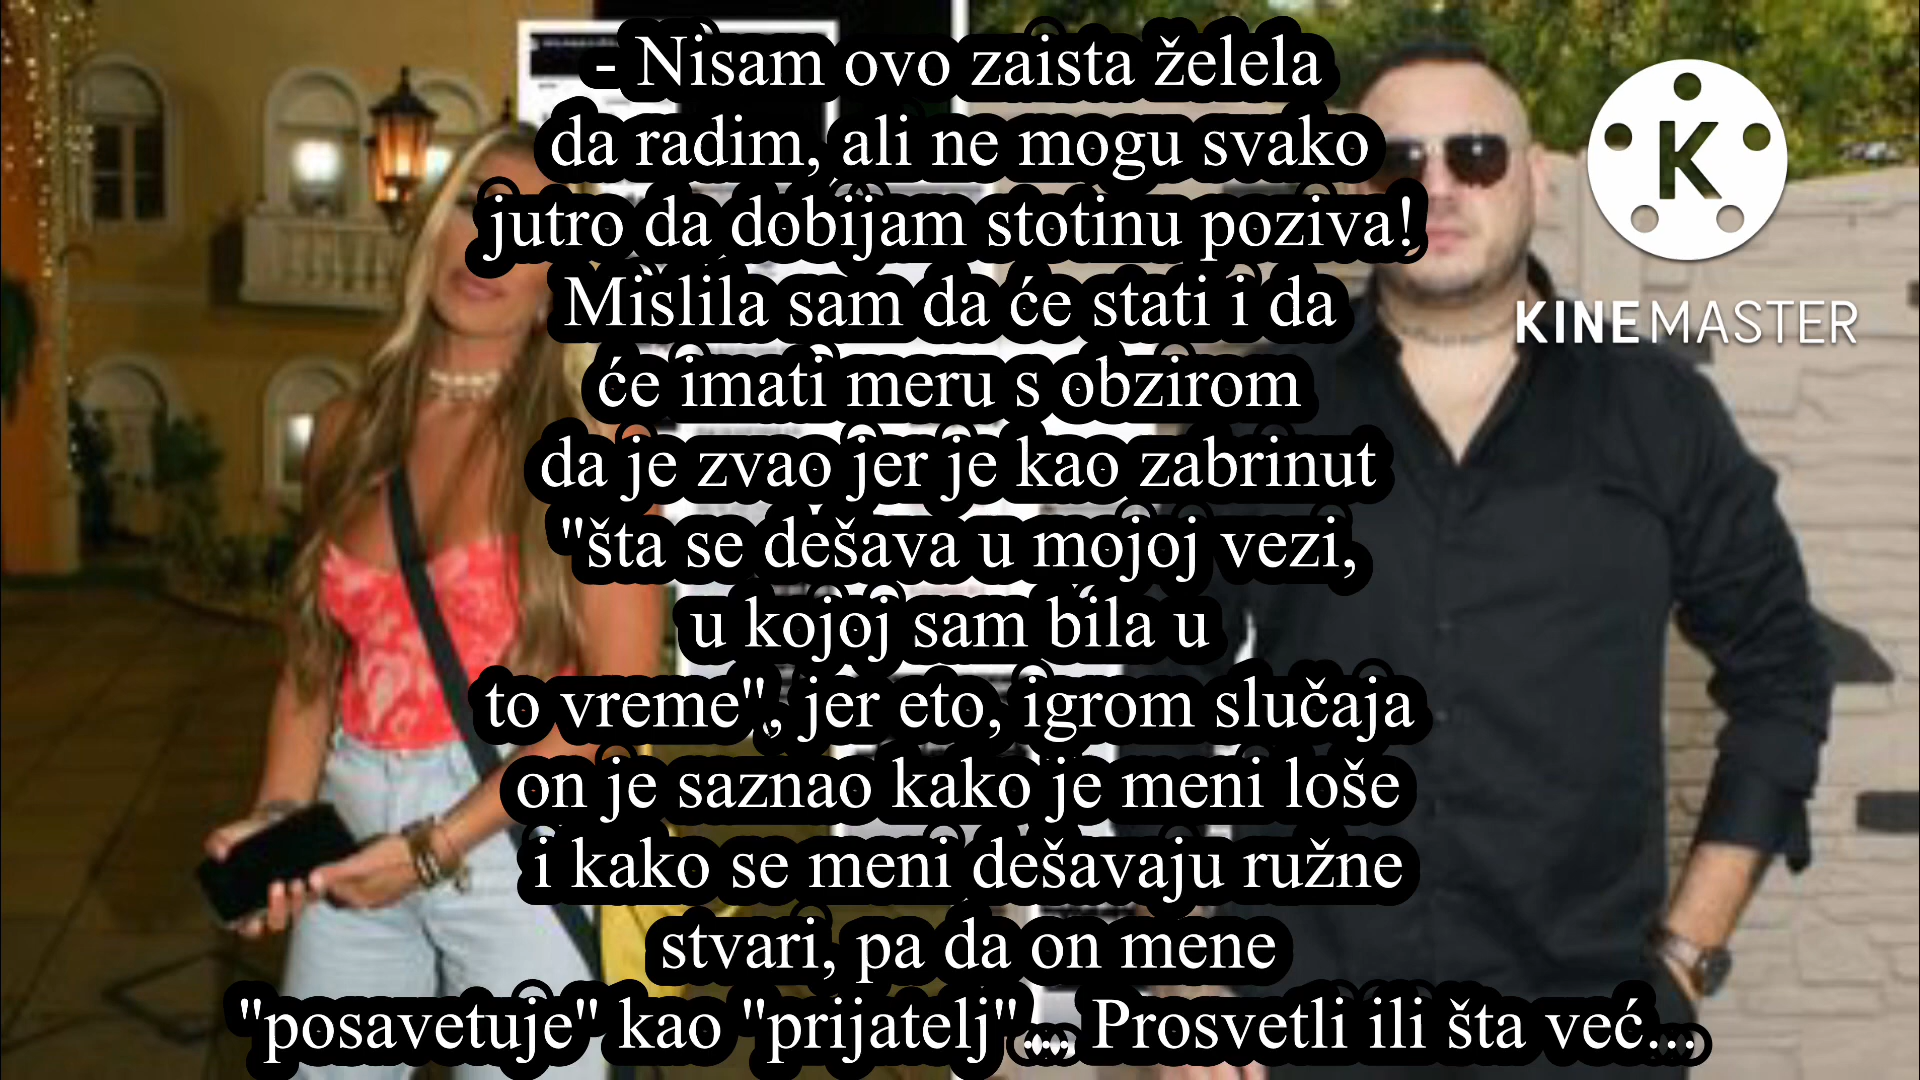 - Nisam ovo zaista želela
da radim, ali ne mogu svako
jutro da dobijam stotinu poziva!
Mislila sam da će stati i da
će imati meru s obzirom
da je zvao jer je kao zabrinut
"šta se dešava u mojoj vezi,
u kojoj sam bila u
to vreme", jer eto, igrom slučaja
on je saznao kako je meni loše
i kako se meni dešavaju ružne
stvari, pa da on mene
"posavetuje" kao "prijatelj"... Prosvetli ili šta već...
K
KINEMASTER